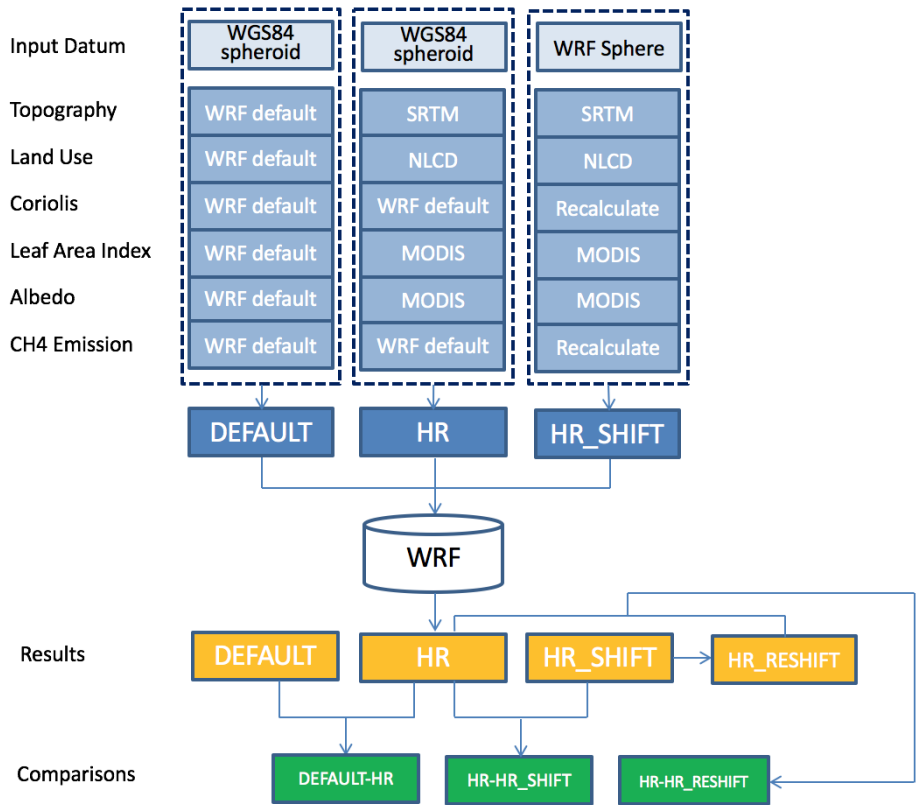 Input Datum
WGS84
spheroid
WGS84
spheroid
WRF Sphere
Topography
WRF default
SRTM
SRTM
Land Use
WRF default
NLCD
NLCD
Coriolis
WRF default
WRF default
Recalculate
Leaf Area Index
WRF default
MODIS
MODIS
Albedo
WRF default
MODIS
MODIS
CH4 Emission
WRF default
WRF default
Recalculate
DEFAULT
HR
HR_SHIFT
WRF
Results
DEFAULT
HR
HR_SHIFT
HR_RESHIFT
Comparisons
DEFAULT-HR
HR-HR_SHIFT
HR-HR_RESHIFT